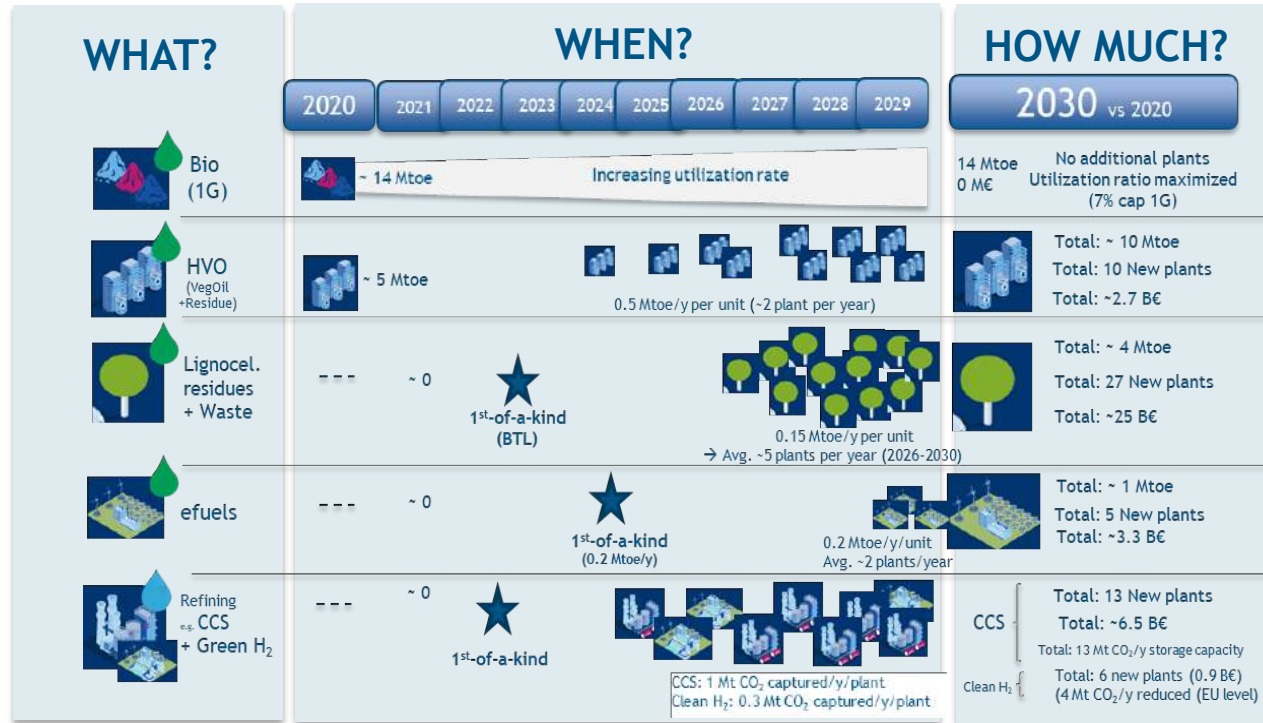 WHAT?
WHEN?
HOW MUCH?
2020
2021
2022
2023
2024
2025
2026
2027
2028
2029
2030 vs 2020
Bio
(1G)
~ 14 Mtoe
Increasing utilization rate
14 Mtoe
0 M€
No additional plants
Utilization ratio maximized
(7% cap 1G)
HVO
(VegOil
+Residue)
~ 5 Mtoe
0.5 Mtoe/y per unit (~2 plant per year)
Total: ~ 10 Mtoe
Total: 10 New plants
Total: ~2.7 B€
Lignocel.
residues
+ Waste
---
~ 0
1st-of-a-kind
(BTL)
0.15 Mtoe/y per unit
→ Avg. ~5 plants per year (2026-2030)
Total: ~ 4 Mtoe
Total: 27 New plants
Total: ~25 B€
efuels
---
~ 0
1st-of-a-kind
(0.2 Mtoe/y)
0.2 Mtoe/y/unit
Avg. ~2 plants/year
Total: ~ 1 Mtoe
Total: 5 New plants
Total: ~3.3 B€
Refining
e.g. CCS
+ Green H₂
---
~ 0
1st-of-a-kind
CCS: 1 Mt CO₂ captured/y/plant
Clean H₂: 0.3 Mt CO₂ captured/y/plant
CCS
Total: 13 New plants
Total: ~6.5 B€
Total: 13 Mt CO₂/y storage capacity
Clean H₂
Total: 6 new plants (0.9 B€)
(4 Mt CO₂/y reduced (EU level)